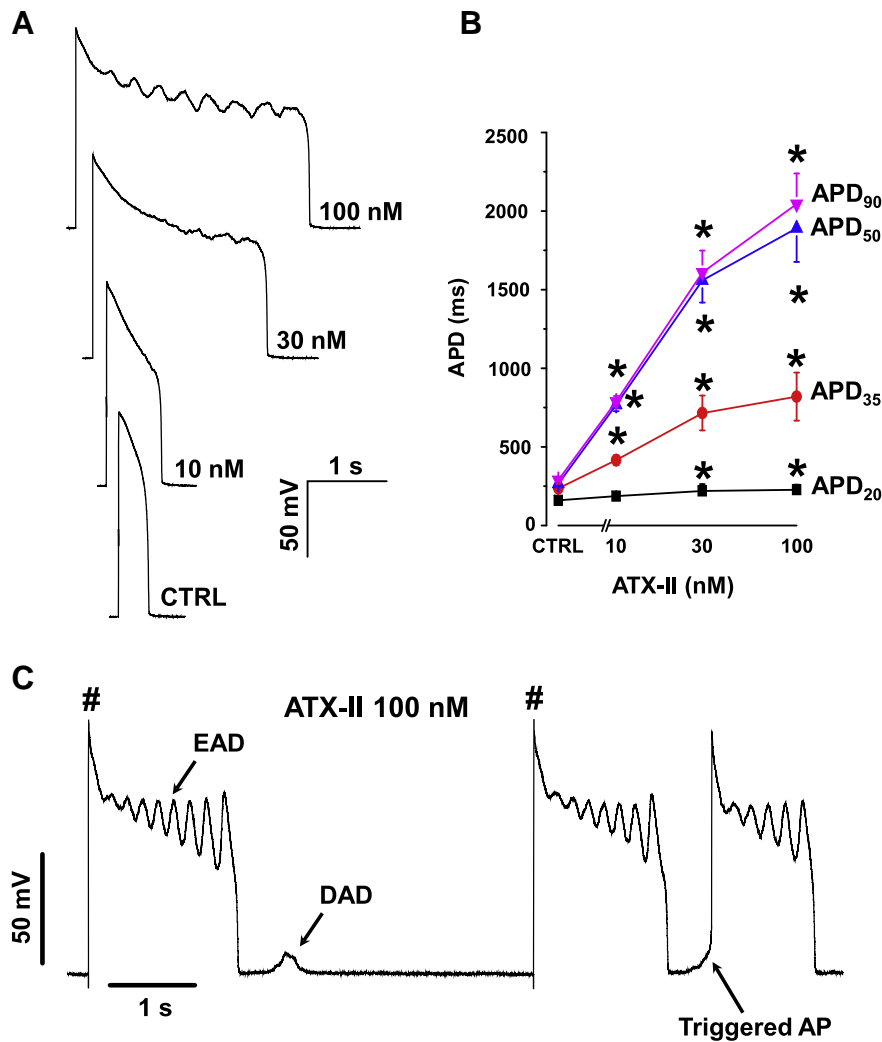 A
100 nM
30 nM
10 nM
CTRL
1 s
50 mV
B
APD (ms)
2500
2000
1500
1000
500
0
* * * * * * * * * * *
APD90
APD50
APD35
APD20
CTRL 10 30 100
ATX-II (nM)
C
# ATX-II 100 nM #
EAD
DAD
50 mV
1 s
Triggered AP